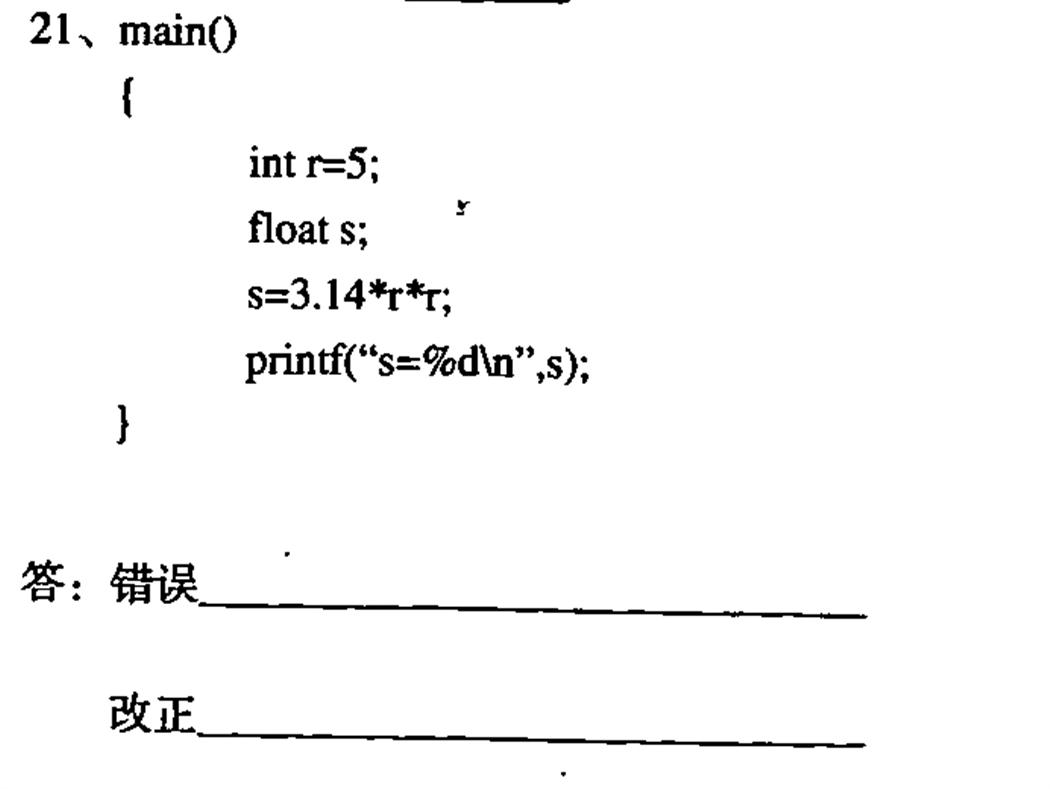 21、main()
{
int r=5;
float s;
s=3.14*r*r;
printf(“s=%d\n”,s);
}
答：错误
改正